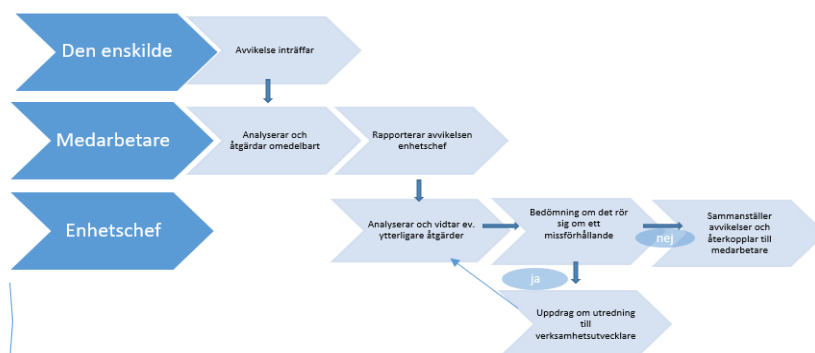 Den enskilde
Avvikelse inträffar
Medarbetare
Analyserar och
åtgärdar omedelbart
Rapporterar avvikelsen
enhetschef
Enhetschef
Analyserar och vidtar ev.
ytterligare åtgärder
Bedömning om det rör
sig om ett
missförhållande
nej
Sammanställer
avvikelser och
återkopplar till
medarbetare
ja
Uppdrag om utredning
till
verksamhetsutvecklare